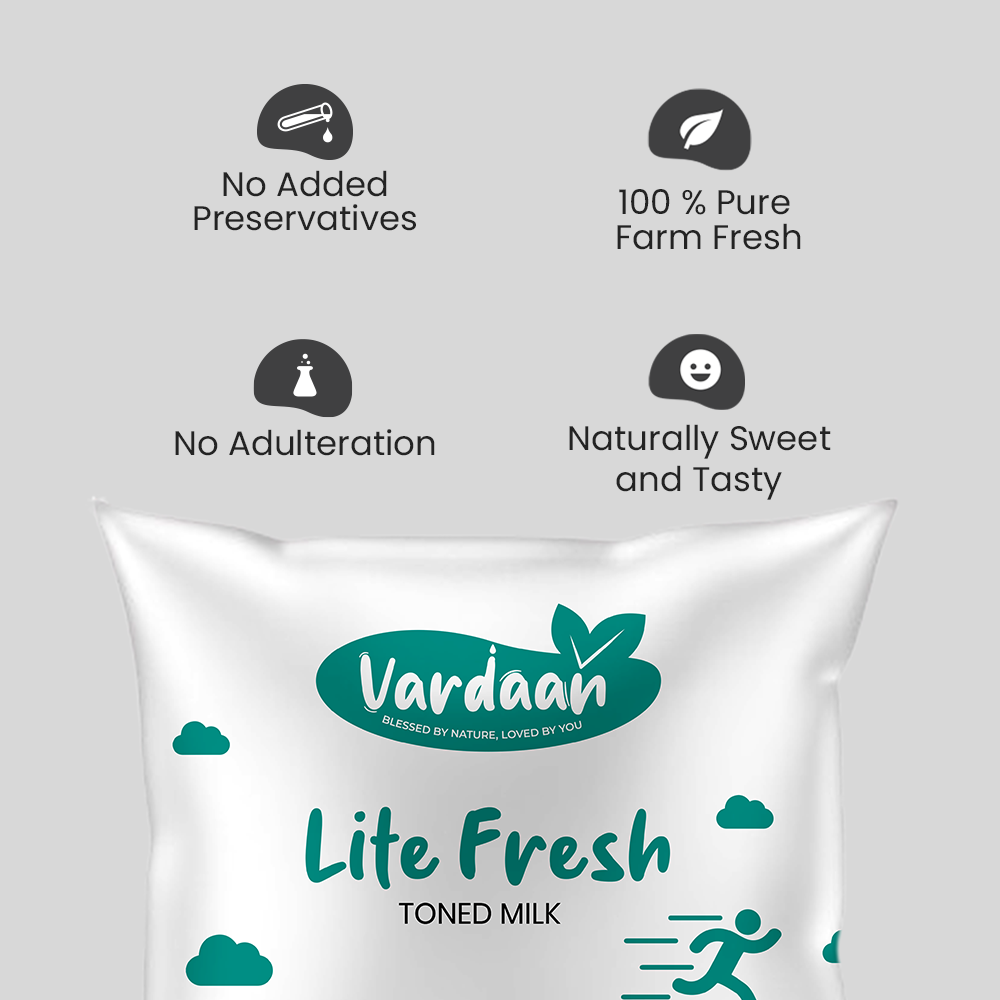 No Added
Preservatives
100 % Pure
Farm Fresh
No Adulteration
Naturally Sweet
and Tasty
Vardaan
BLESSED BY NATURE, LOVED BY YOU
Lite Fresh
TONED MILK